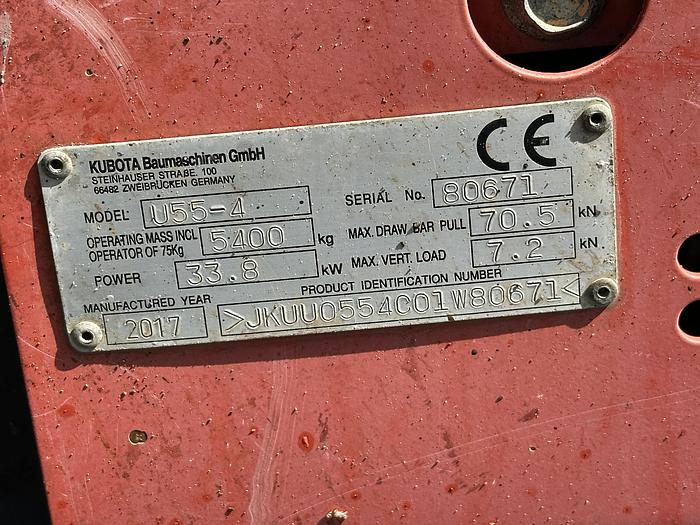 KUBOTA Baumaschinen GmbH
STEINHAUSER STRAßE. 100
66482 ZWEIBRÜCKEN GERMANY
CE
MODEL U55-4
SERIAL No. 80671
OPERATING MASS INCL OPERATOR OF 75Kg 5400 kg
MAX. DRAW BAR PULL 70.5 kN
POWER 33.8 kW
MAX. VERT. LOAD 7.2 kN
MANUFACTURED YEAR 2017
PRODUCT IDENTIFICATION NUMBER
>JKUU0554C01W80671<